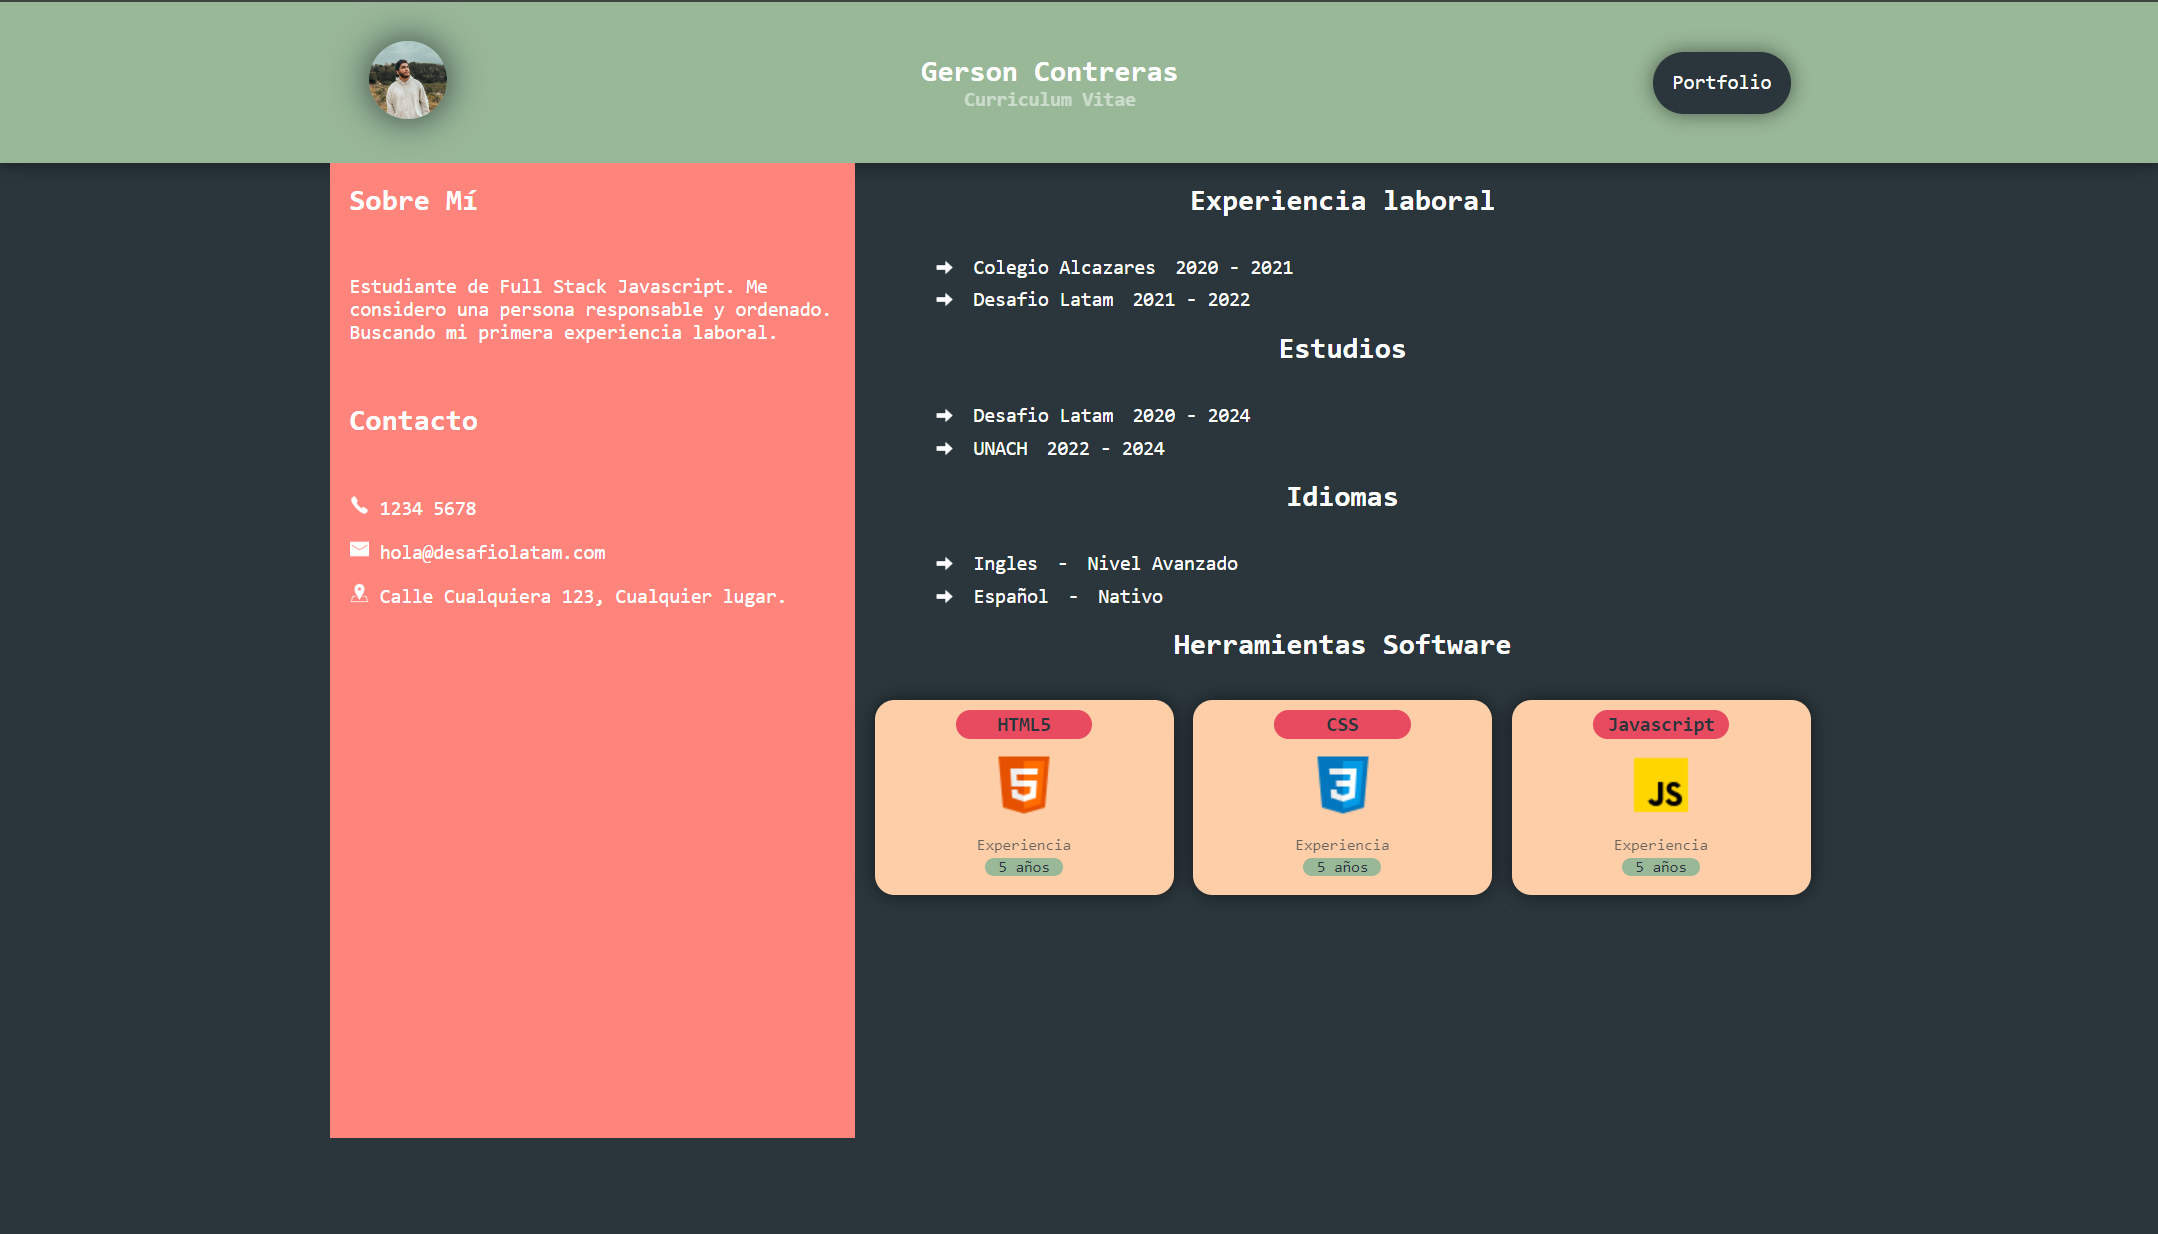 Gerson Contreras
Curriculum Vitae
Portfolio
Sobre Mí
Estudiante de Full Stack Javascript. Me
considero una persona responsable y ordenado.
Buscando mi primera experiencia laboral.
Contacto
1234 5678
hola@desafiolatam.com
Calle Cualquiera 123, Cualquier lugar.
Experiencia laboral
Colegio Alcazares 2020 - 2021
Desafio Latam 2021 - 2022
Estudios
Desafio Latam 2020 - 2024
UNACH 2022 - 2024
Idiomas
Ingles - Nivel Avanzado
Español - Nativo
Herramientas Software
HTML5
5
Experiencia
5 años
CSS
3
Experiencia
5 años
Javascript
JS
Experiencia
5 años